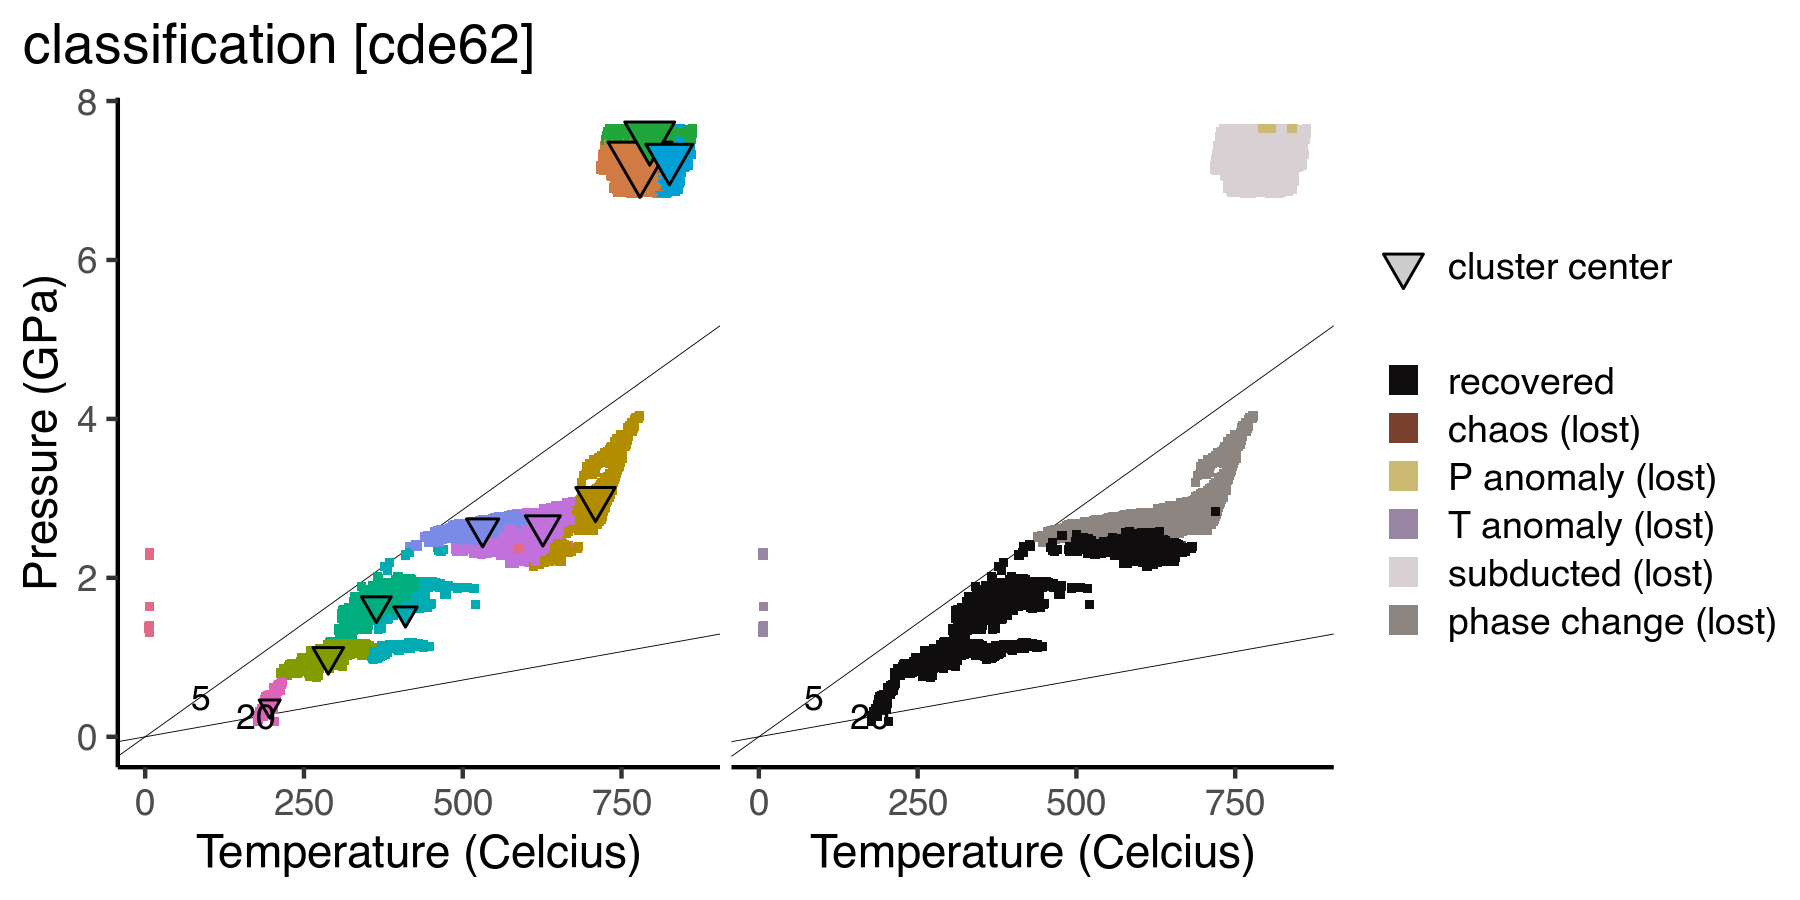 classification [cde62]
Pressure (GPa)
8
6
4
2
0
5
20
0 250 500 750
Temperature (Celcius)
5
20
0 250 500 750
Temperature (Celcius)
cluster center
recovered
chaos (lost)
P anomaly (lost)
T anomaly (lost)
subducted (lost)
phase change (lost)